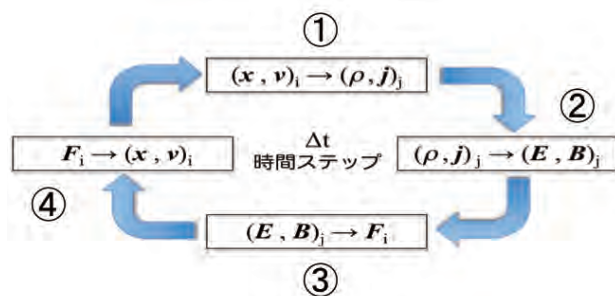 ①
(x , v)i → (ρ , j)j
②
Fi → (x , v)i
Δt
時間ステップ
(ρ , j) j → (E , B)j
④
(E , B)j → Fi
③